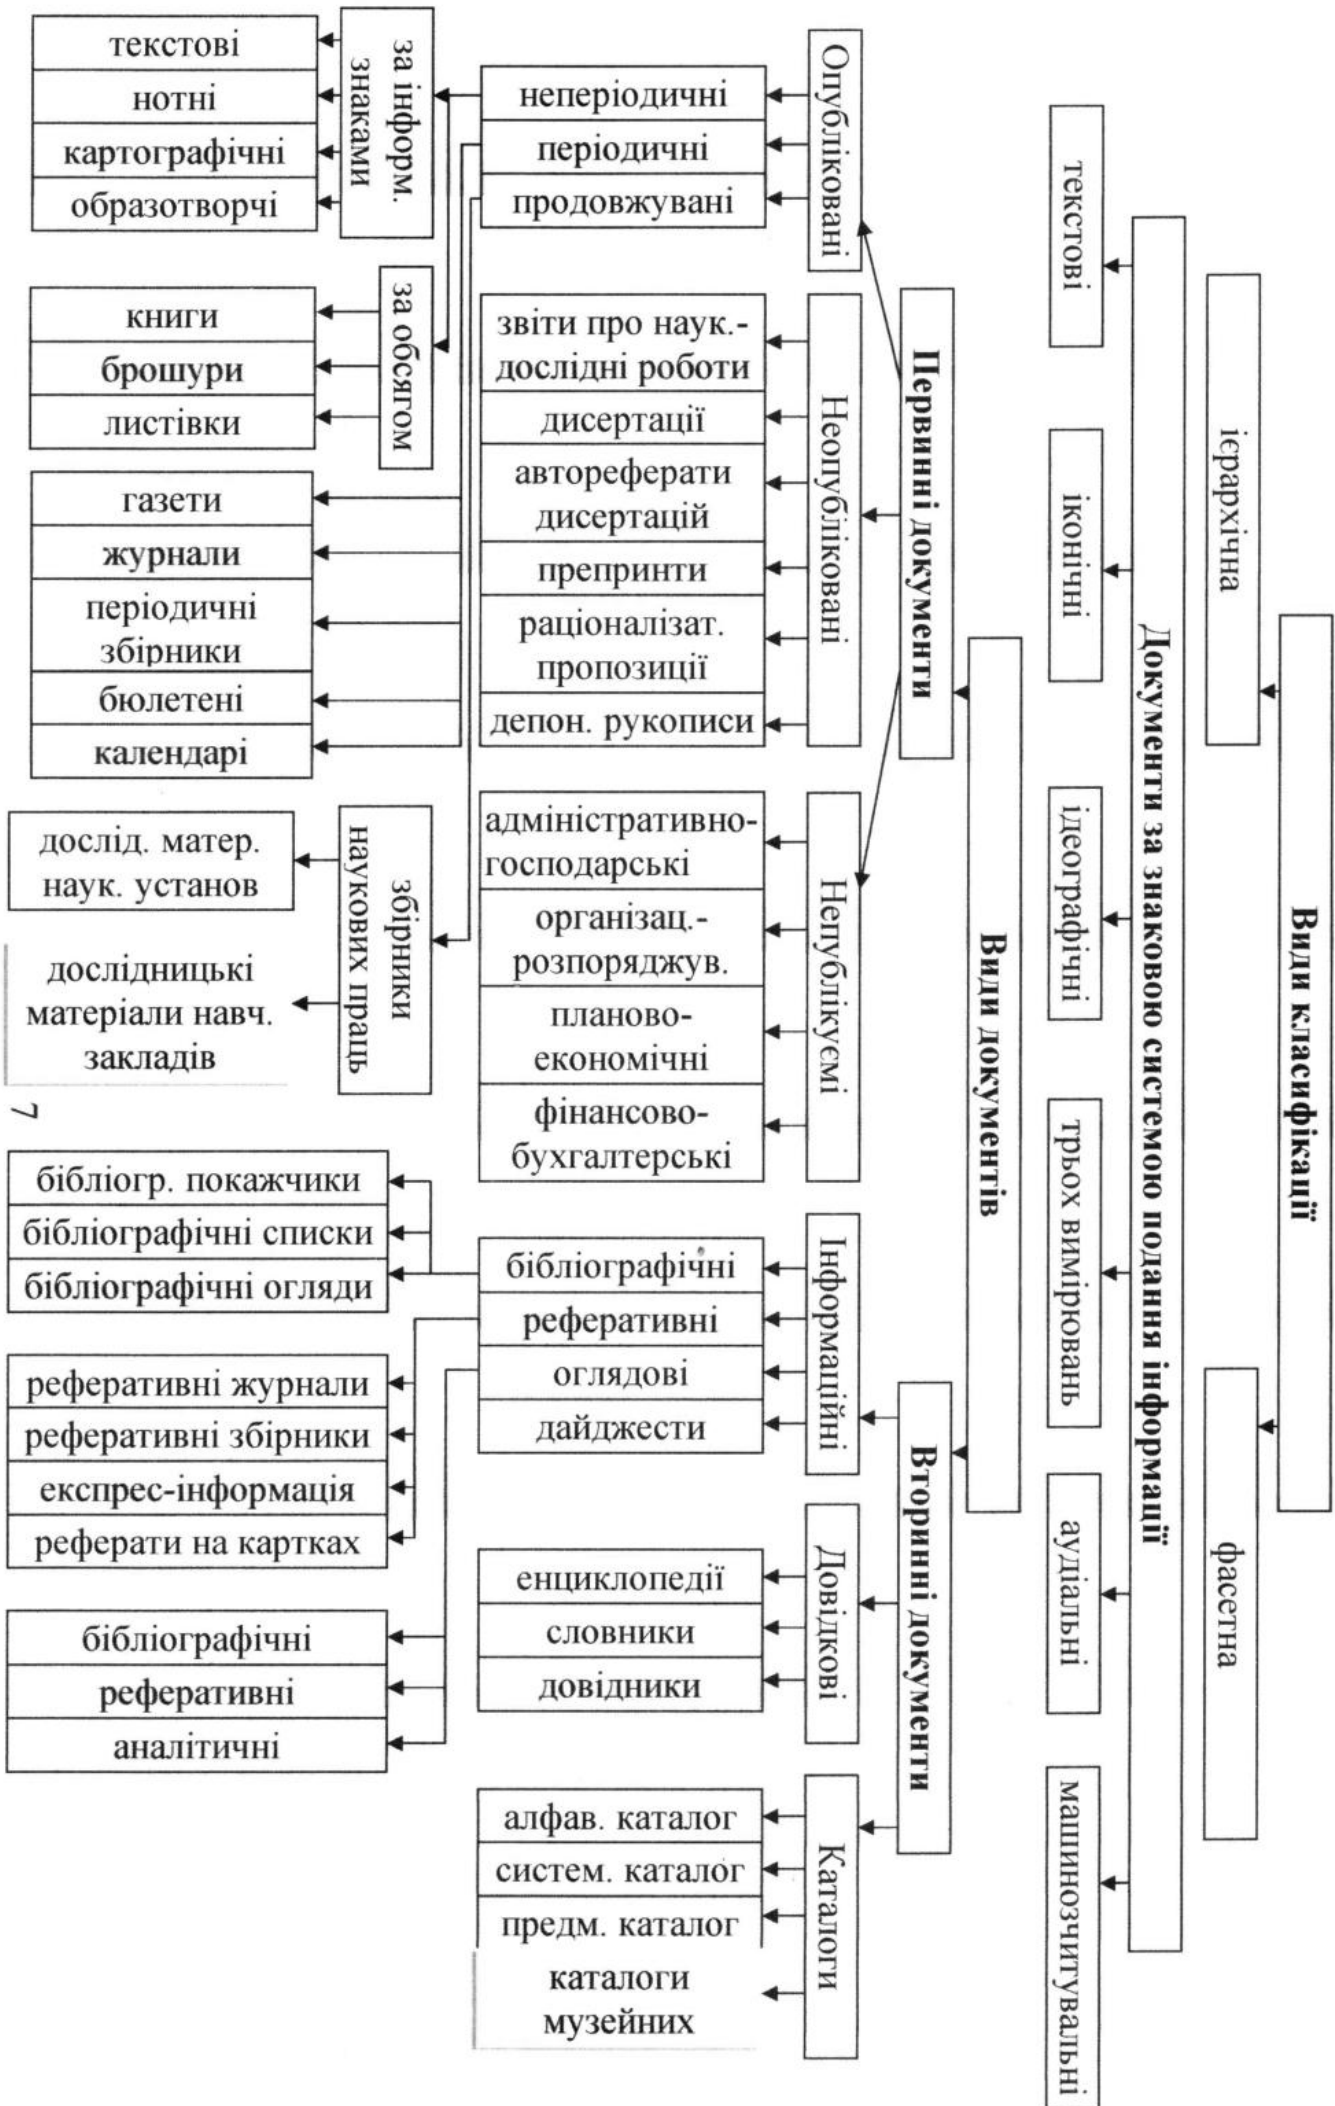 Види класифікації
ієрархічна
фасетна
Документи за знаковою системою подання інформації
текстові
іконічні
ідеографічні
трьох вимірювань
аудіальні
машинозчитувальні
Види документів
Первинні документи
Вторинні документи
Опубліковані
Неопубліковані
Непублікуємі
Інформаційні
Довідкові
Каталоги
неперіодичні
періодичні
продовжувані
звіти про наук.-
дослідні роботи
дисертації
автореферати
дисертацій
препринти
раціоналізат.
пропозиції
депон. рукописи
адміністративно-
господарські
організац.-
розпоряджув.
планово-
економічні
фінансово-
бухгалтерські
бібліографічні
реферативні
оглядові
дайджести
енциклопедії
словники
довідники
алфав. каталог
систем. каталог
предм. каталог
каталоги
музейних
за інформ.
знаками
за обсягом
збірники
наукових праць
текстові
нотні
картографічні
образотворчі
книги
брошури
листівки
газети
журнали
періодичні
збірники
бюлетені
календарі
дослід. матер.
наук. установ
дослідницькі
матеріали навч.
закладів
бібліогр. покажчики
бібліографічні списки
бібліографічні огляди
реферативні журнали
реферативні збірники
експрес-інформація
реферати на картках
бібліографічні
реферативні
аналітичні
7